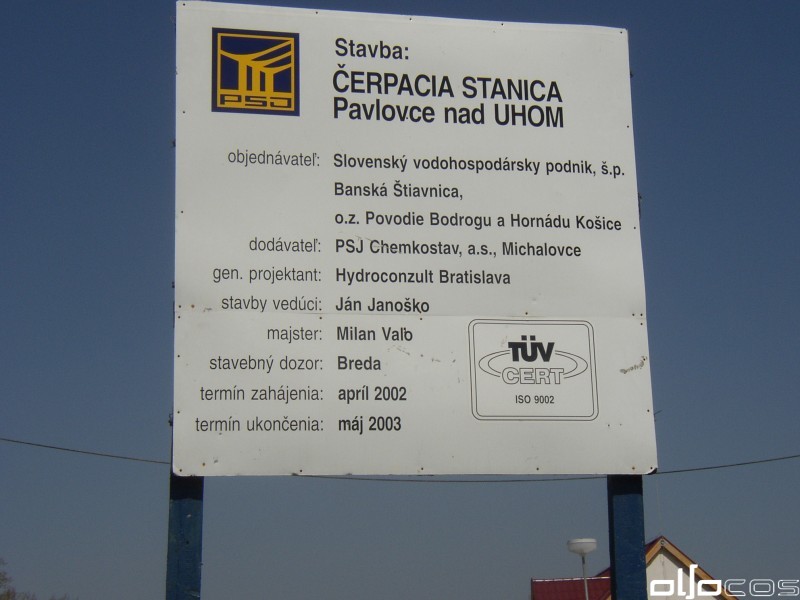 PSJ
Stavba:
ČERPACIA STANICA
Pavlovce nad UHOM
objednávateľ: Slovenský vodohospodársky podnik, š.p.
Banská Štiavnica,
o.z. Povodie Bodrogu a Hornádu Košice
dodávateľ: PSJ Chemkostav, a.s., Michalovce
gen. projektant: Hydroconzult Bratislava
stavby vedúci: Ján Janoško
majster: Milan Vaľo
stavebný dozor: Breda
termín zahájenia: apríl 2002
termín ukončenia: máj 2003
TÜV
CERT
ISO 9002